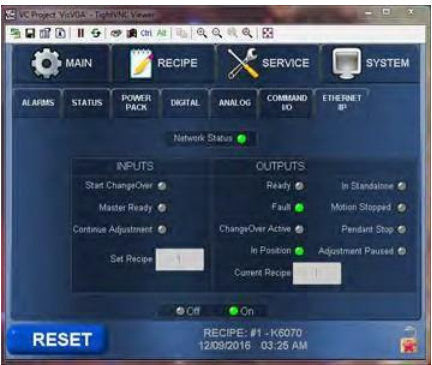 VC Project 'VisVGA' - TightVNC Viewer
Ctrl Alt
MAIN RECIPE SERVICE SYSTEM
ALARMS STATUS POWER PACK DIGITAL ANALOG COMMAND I/O ETHERNET IP
Network Status
INPUTS OUTPUTS
Start ChangeOver Ready In Standalone
Master Ready Fault Motion Stopped
Continue Adjustment ChangeOver Active Pendant Stop
Set Recipe In Position Adjustment Paused
Current Recipe
Off On
RESET
RECIPE: #1 - K6070
12/09/2016 03:25 AM